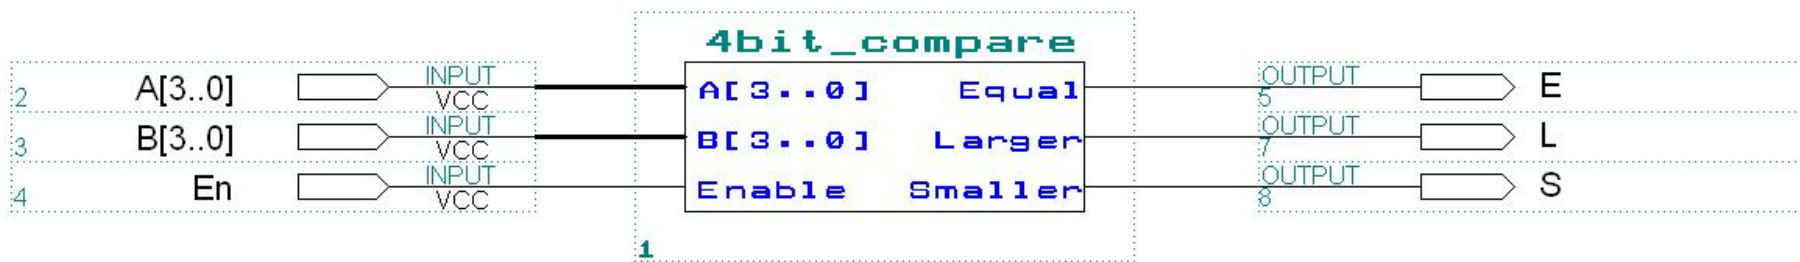 4bit_compare
2 A[3..0] INPUT VCC A[3..0] Equal OUTPUT 5 E
3 B[3..0] INPUT VCC B[3..0] Larger OUTPUT 7 L
4 En INPUT VCC Enable Smaller OUTPUT 8 S
1